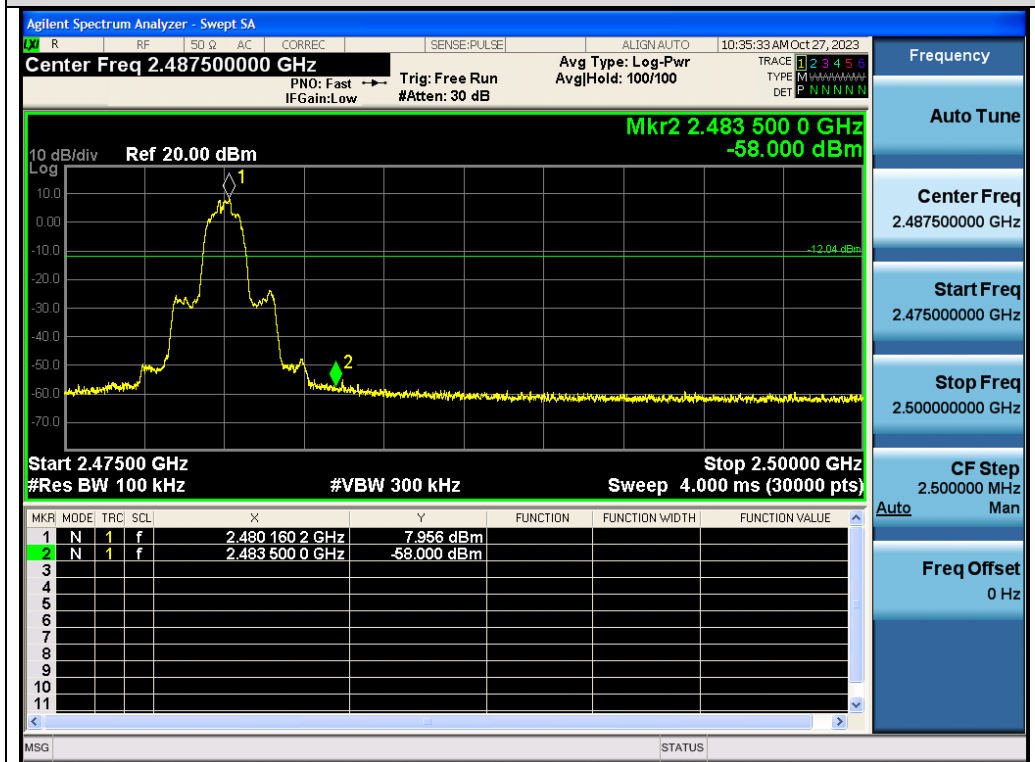 Agilent Spectrum Analyzer - Swept SA
LXI R RF 50 Ω AC CORREC SENSE:PULSE ALIGN AUTO 10:35:33 AM Oct 27, 2023
Center Freq 2.487500000 GHz
PNO: Fast
IFGain:Low
Trig: Free Run
#Atten: 30 dB
Avg Type: Log-Pwr
Avg|Hold: 100/100
TRACE 1 2 3 4 5 6
TYPE M WWWWW
DET P N N N N N
Mkr2 2.483 500 0 GHz
-58.000 dBm
10 dB/div Ref 20.00 dBm
Log
1
10.0
0.00
-10.0
-12.04 dBm
-20.0
-30.0
-40.0
-50.0
2
-60.0
-70.0
Start 2.47500 GHz Stop 2.50000 GHz
#Res BW 100 kHz #VBW 300 kHz Sweep 4.000 ms (30000 pts)
MKR MODE TRC SCL X Y FUNCTION FUNCTION WIDTH FUNCTION VALUE
1 N 1 f 2.480 160 2 GHz 7.956 dBm
2 N 1 f 2.483 500 0 GHz -58.000 dBm
3
4
5
6
7
8
9
10
11
MSG STATUS
Frequency
Auto Tune
Center Freq
2.487500000 GHz
Start Freq
2.475000000 GHz
Stop Freq
2.500000000 GHz
CF Step
2.500000 MHz
Auto Man
Freq Offset
0 Hz